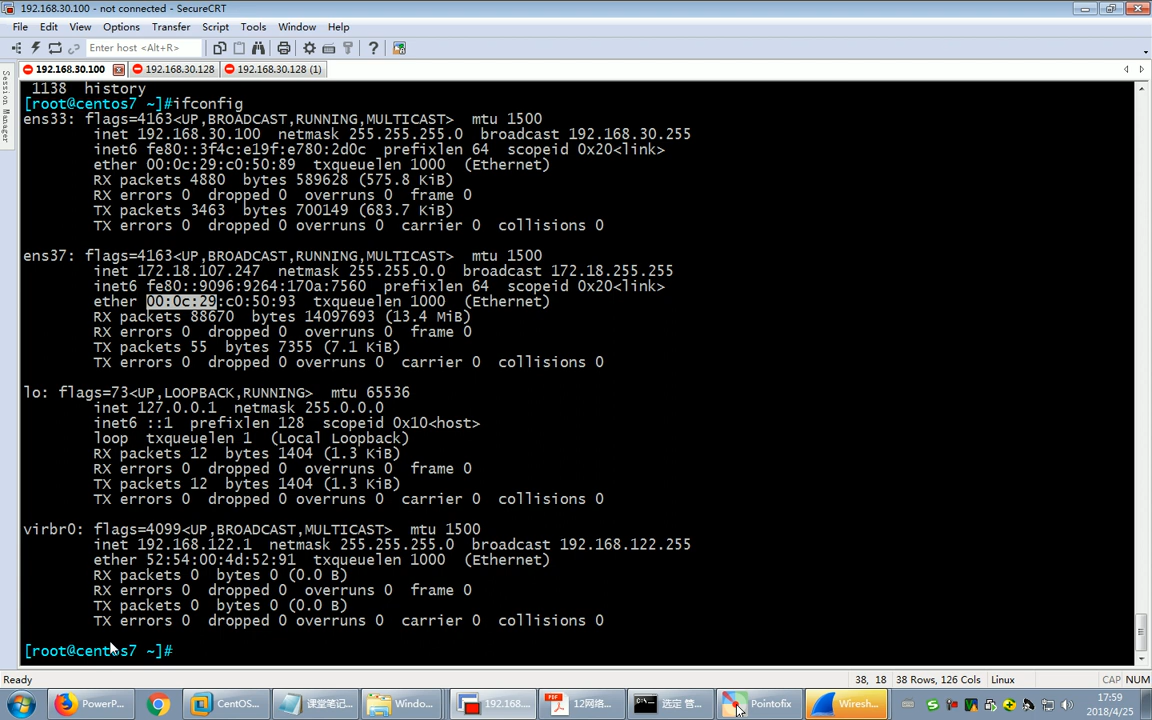 192.168.30.100 - not connected - SecureCRT
File Edit View Options Transfer Script Tools Window Help
Enter host <Alt+R>
Session Manager
192.168.30.100 192.168.30.128 192.168.30.128 (1)
1138 history
[root@centos7 ~]#ifconfig
ens33: flags=4163<UP,BROADCAST,RUNNING,MULTICAST> mtu 1500
inet 192.168.30.100 netmask 255.255.255.0 broadcast 192.168.30.255
inet6 fe80::3f4c:e19f:e780:2d0c prefixlen 64 scopeid 0x20<link>
ether 00:0c:29:c0:50:89 txqueuelen 1000 (Ethernet)
RX packets 4880 bytes 589628 (575.8 KiB)
RX errors 0 dropped 0 overruns 0 frame 0
TX packets 3463 bytes 700149 (683.7 KiB)
TX errors 0 dropped 0 overruns 0 carrier 0 collisions 0
ens37: flags=4163<UP,BROADCAST,RUNNING,MULTICAST> mtu 1500
inet 172.18.107.247 netmask 255.255.0.0 broadcast 172.18.255.255
inet6 fe80::9096:9264:170a:7560 prefixlen 64 scopeid 0x20<link>
ether 00:0c:29:c0:50:93 txqueuelen 1000 (Ethernet)
RX packets 88670 bytes 14097693 (13.4 MiB)
RX errors 0 dropped 0 overruns 0 frame 0
TX packets 55 bytes 7355 (7.1 KiB)
TX errors 0 dropped 0 overruns 0 carrier 0 collisions 0
lo: flags=73<UP,LOOPBACK,RUNNING> mtu 65536
inet 127.0.0.1 netmask 255.0.0.0
inet6 ::1 prefixlen 128 scopeid 0x10<host>
loop txqueuelen 1 (Local Loopback)
RX packets 12 bytes 1404 (1.3 KiB)
RX errors 0 dropped 0 overruns 0 frame 0
TX packets 12 bytes 1404 (1.3 KiB)
TX errors 0 dropped 0 overruns 0 carrier 0 collisions 0
virbr0: flags=4099<UP,BROADCAST,MULTICAST> mtu 1500
inet 192.168.122.1 netmask 255.255.255.0 broadcast 192.168.122.255
ether 52:54:00:4d:52:91 txqueuelen 1000 (Ethernet)
RX packets 0 bytes 0 (0.0 B)
RX errors 0 dropped 0 overruns 0 frame 0
TX packets 0 bytes 0 (0.0 B)
TX errors 0 dropped 0 overruns 0 carrier 0 collisions 0
[root@centos7 ~]#
Ready 38, 18 38 Rows, 126 Cols Linux CAP NUM
PowerP... CentOS... 课堂笔记... Windo... 192.168.... 12网络... 选定 管... Pointofix Wiresh... 17:59
2018/4/25